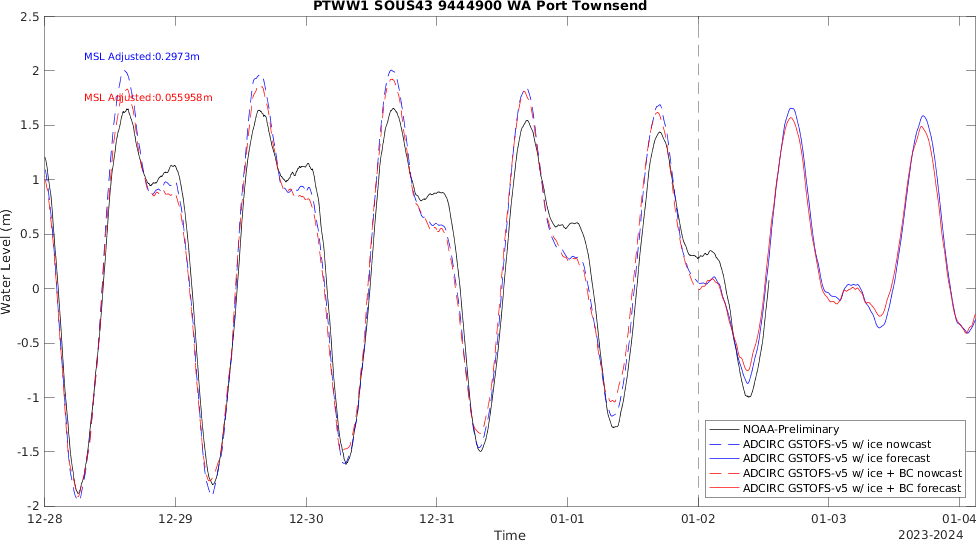 PTWW1 SOUS43 9444900 WA Port Townsend
MSL Adjusted:0.2973m
MSL Adjusted:0.055958m
Water Level (m)
2.5
2
1.5
1
0.5
0
-0.5
-1
-1.5
-2
12-28
12-29
12-30
12-31
01-01
01-02
01-03
01-04
Time
2023-2024
NOAA-Preliminary
ADCIRC GSTOFS-v5 w/ ice nowcast
ADCIRC GSTOFS-v5 w/ ice forecast
ADCIRC GSTOFS-v5 w/ ice + BC nowcast
ADCIRC GSTOFS-v5 w/ ice + BC forecast